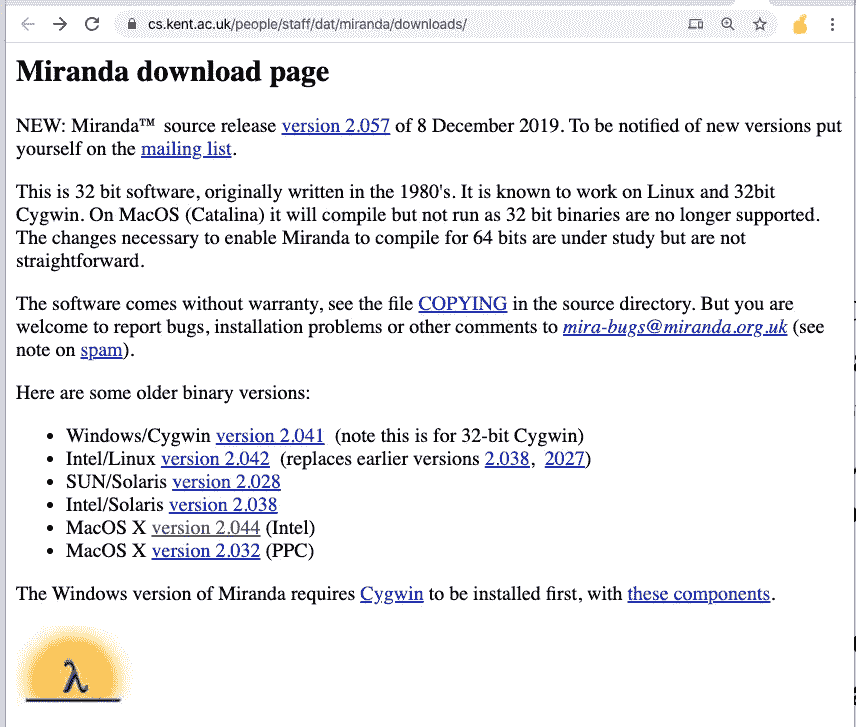 cs.kent.ac.uk/people/staff/dat/miranda/downloads/
Miranda download page
NEW: Miranda™ source release version 2.057 of 8 December 2019. To be notified of new versions put
yourself on the mailing list.
This is 32 bit software, originally written in the 1980's. It is known to work on Linux and 32bit
Cygwin. On MacOS (Catalina) it will compile but not run as 32 bit binaries are no longer supported.
The changes necessary to enable Miranda to compile for 64 bits are under study but are not
straightforward.
The software comes without warranty, see the file COPYING in the source directory. But you are
welcome to report bugs, installation problems or other comments to mira-bugs@miranda.org.uk (see
note on spam).
Here are some older binary versions:
• Windows/Cygwin version 2.041 (note this is for 32-bit Cygwin)
• Intel/Linux version 2.042 (replaces earlier versions 2.038, 2027)
• SUN/Solaris version 2.028
• Intel/Solaris version 2.038
• MacOS X version 2.044 (Intel)
• MacOS X version 2.032 (PPC)
The Windows version of Miranda requires Cygwin to be installed first, with these components.
λ